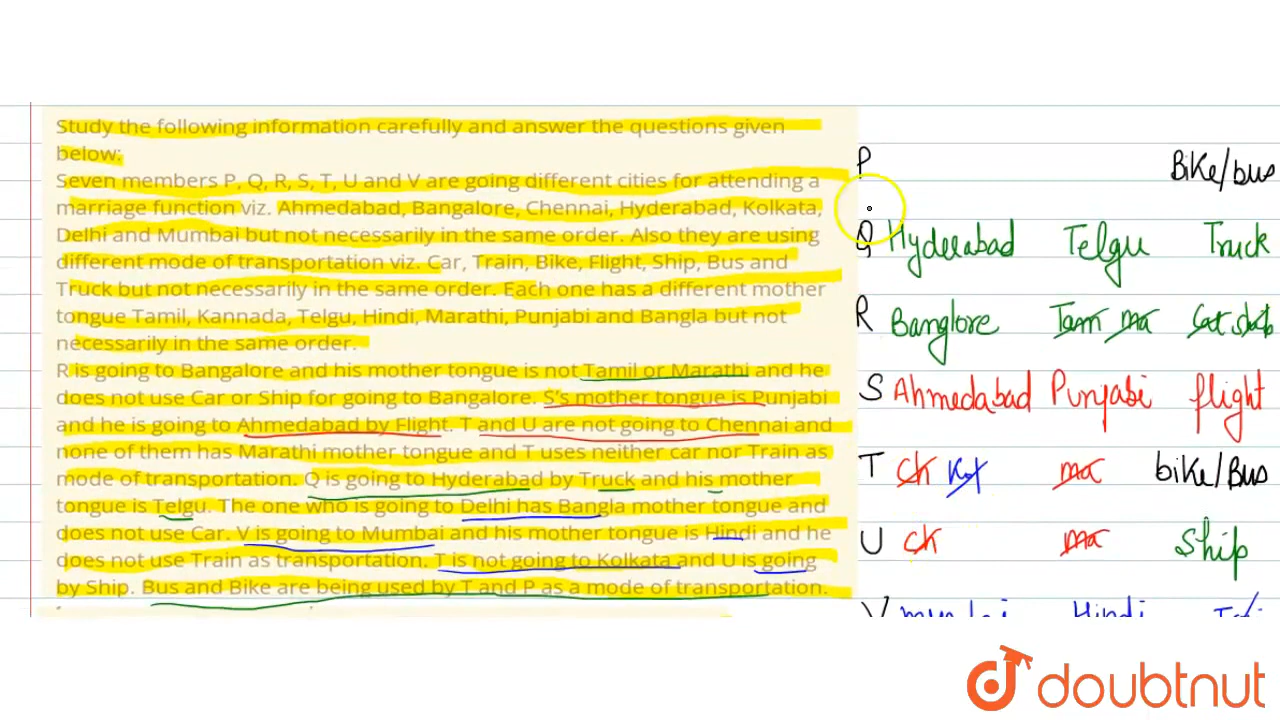 Study the following information carefully and answer the questions given
below:
Seven members P, Q, R, S, T, U and V are going different cities for attending a
marriage function viz. Ahmedabad, Bangalore, Chennai, Hyderabad, Kolkata,
Delhi and Mumbai but not necessarily in the same order. Also they are using
different mode of transportation viz. Car, Train, Bike, Flight, Ship, Bus and
Truck but not necessarily in the same order. Each one has a different mother
tongue Tamil, Kannada, Telgu, Hindi, Marathi, Punjabi and Bangla but not
necessarily in the same order.
R is going to Bangalore and his mother tongue is not Tamil or Marathi and he
does not use Car or Ship for going to Bangalore. S's mother tongue is Punjabi
and he is going to Ahmedabad by Flight. T and U are not going to Chennai and
none of them has Marathi mother tongue and T uses neither car nor Train as
mode of transportation. Q is going to Hyderabad by Truck and his mother
tongue is Telgu. The one who is going to Delhi has Bangla mother tongue and
does not use Car. V is going to Mumbai and his mother tongue is Hindi and he
does not use Train as transportation. T is not going to Kolkata and U is going
by Ship. Bus and Bike are being used by T and P as a mode of transportation.
P Bike/bus
Q Hyderabad Telgu Truck
R Banglore Tam ma Car ship
S Ahmedabad Punjabi flight
T Ch Kol ma bike/Bus
U Ch ma Ship
V mumbai Hindi
doubtnut